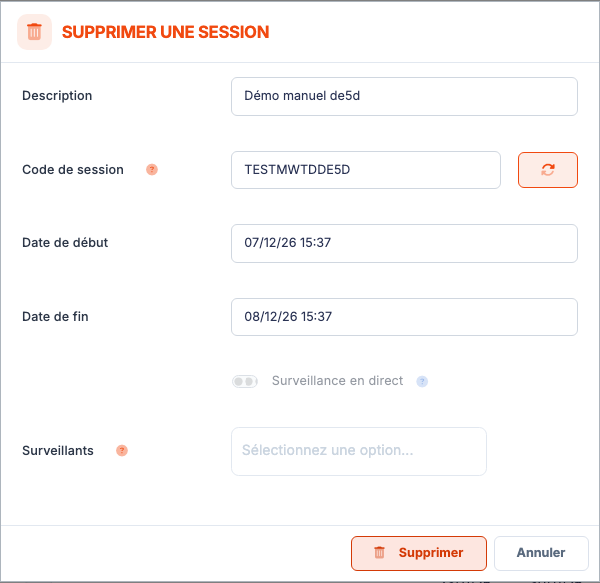 SUPPRIMER UNE SESSION
Description
Démo manuel de5d
Code de session ?
TESTMWTDDE5D
Date de début
07/12/26 15:37
Date de fin
08/12/26 15:37
Surveillance en direct ?
Surveillants ?
Sélectionnez une option...
Supprimer
Annuler